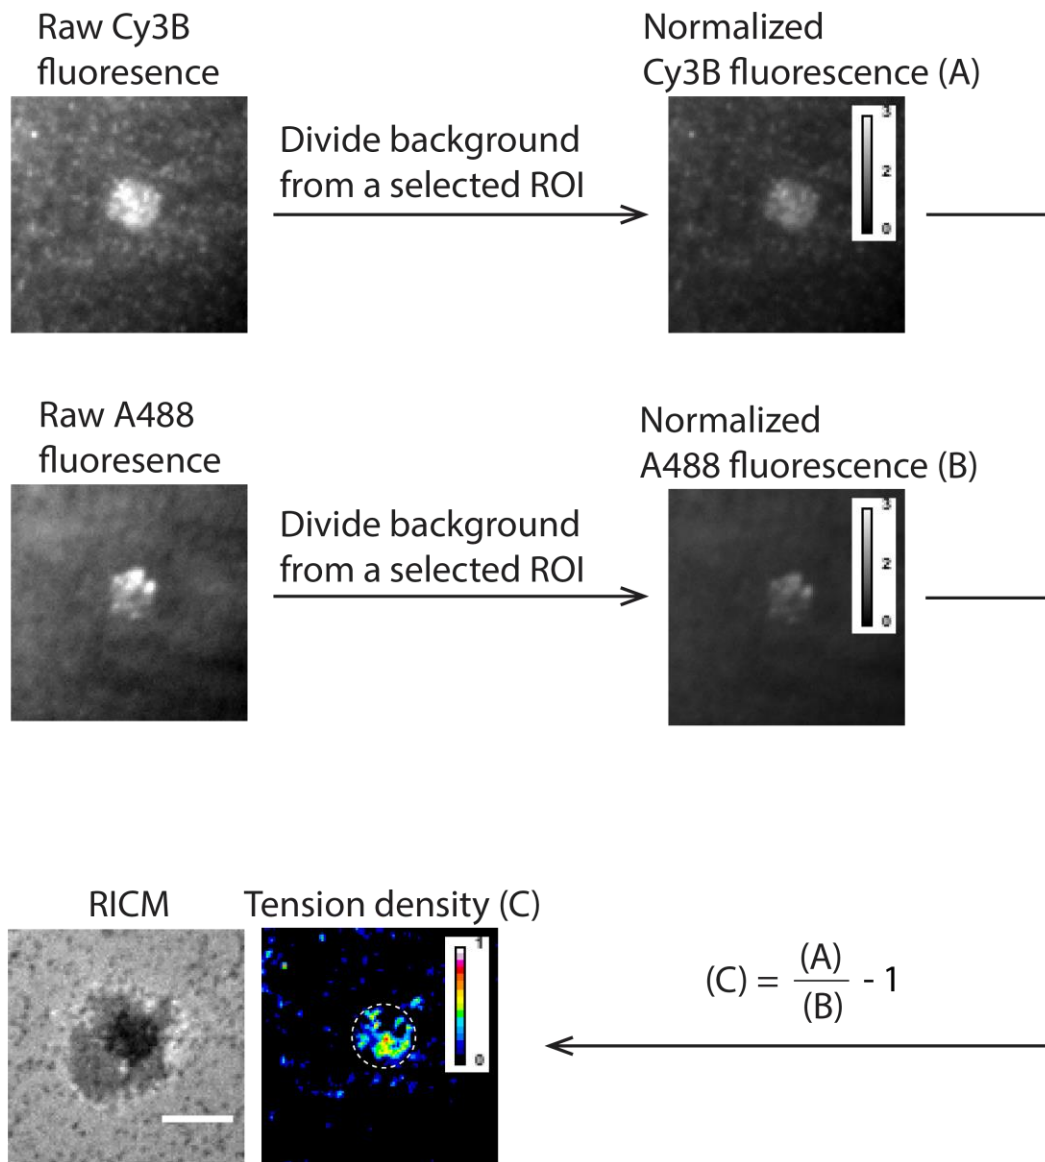 Raw Cy3B
fluoresence
Normalized
Cy3B fluorescence (A)
Divide background
from a selected ROI
3
2
0
Raw A488
fluoresence
Normalized
A488 fluorescence (B)
Divide background
from a selected ROI
3
2
0
RICM
Tension density (C)
1
0
(C) = (A)/(B) - 1